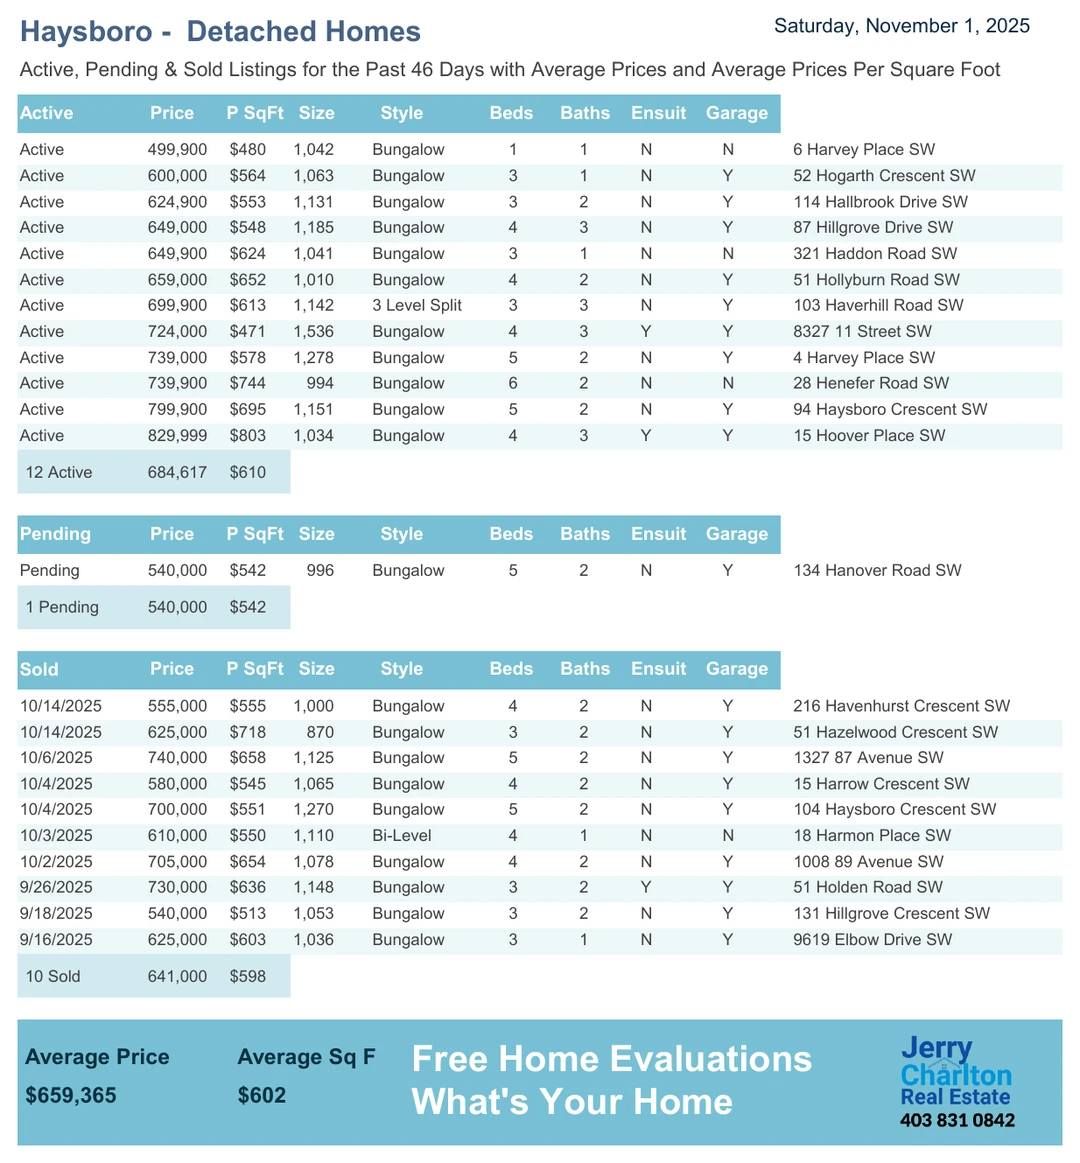 Haysboro - Detached Homes
Saturday, November 1, 2025
Active, Pending & Sold Listings for the Past 46 Days with Average Prices and Average Prices Per Square Foot
Active Price P SqFt Size Style Beds Baths Ensuit Garage
Active 499,900 $480 1,042 Bungalow 1 1 N N 6 Harvey Place SW
Active 600,000 $564 1,063 Bungalow 3 1 N Y 52 Hogarth Crescent SW
Active 624,900 $553 1,131 Bungalow 3 2 N Y 114 Hallbrook Drive SW
Active 649,000 $548 1,185 Bungalow 4 3 N Y 87 Hillgrove Drive SW
Active 649,900 $624 1,041 Bungalow 3 1 N N 321 Haddon Road SW
Active 659,000 $652 1,010 Bungalow 4 2 N Y 51 Hollyburn Road SW
Active 699,900 $613 1,142 3 Level Split 3 3 N Y 103 Haverhill Road SW
Active 724,000 $471 1,536 Bungalow 4 3 Y Y 8327 11 Street SW
Active 739,000 $578 1,278 Bungalow 5 2 N Y 4 Harvey Place SW
Active 739,900 $744 994 Bungalow 6 2 N N 28 Henefer Road SW
Active 799,900 $695 1,151 Bungalow 5 2 N Y 94 Haysboro Crescent SW
Active 829,999 $803 1,034 Bungalow 4 3 Y Y 15 Hoover Place SW
12 Active 684,617 $610
Pending Price P SqFt Size Style Beds Baths Ensuit Garage
Pending 540,000 $542 996 Bungalow 5 2 N Y 134 Hanover Road SW
1 Pending 540,000 $542
Sold Price P SqFt Size Style Beds Baths Ensuit Garage
10/14/2025 555,000 $555 1,000 Bungalow 4 2 N Y 216 Havenhurst Crescent SW
10/14/2025 625,000 $718 870 Bungalow 3 2 N Y 51 Hazelwood Crescent SW
10/6/2025 740,000 $658 1,125 Bungalow 5 2 N Y 1327 87 Avenue SW
10/4/2025 580,000 $545 1,065 Bungalow 4 2 N Y 15 Harrow Crescent SW
10/4/2025 700,000 $551 1,270 Bungalow 5 2 N Y 104 Haysboro Crescent SW
10/3/2025 610,000 $550 1,110 Bi-Level 4 1 N N 18 Harmon Place SW
10/2/2025 705,000 $654 1,078 Bungalow 4 2 N Y 1008 89 Avenue SW
9/26/2025 730,000 $636 1,148 Bungalow 3 2 Y Y 51 Holden Road SW
9/18/2025 540,000 $513 1,053 Bungalow 3 2 N Y 131 Hillgrove Crescent SW
9/16/2025 625,000 $603 1,036 Bungalow 3 1 N Y 9619 Elbow Drive SW
10 Sold 641,000 $598
Average Price Average Sq F
$659,365 $602
Free Home Evaluations
What's Your Home
Jerry
Charlton
Real Estate
403 831 0842